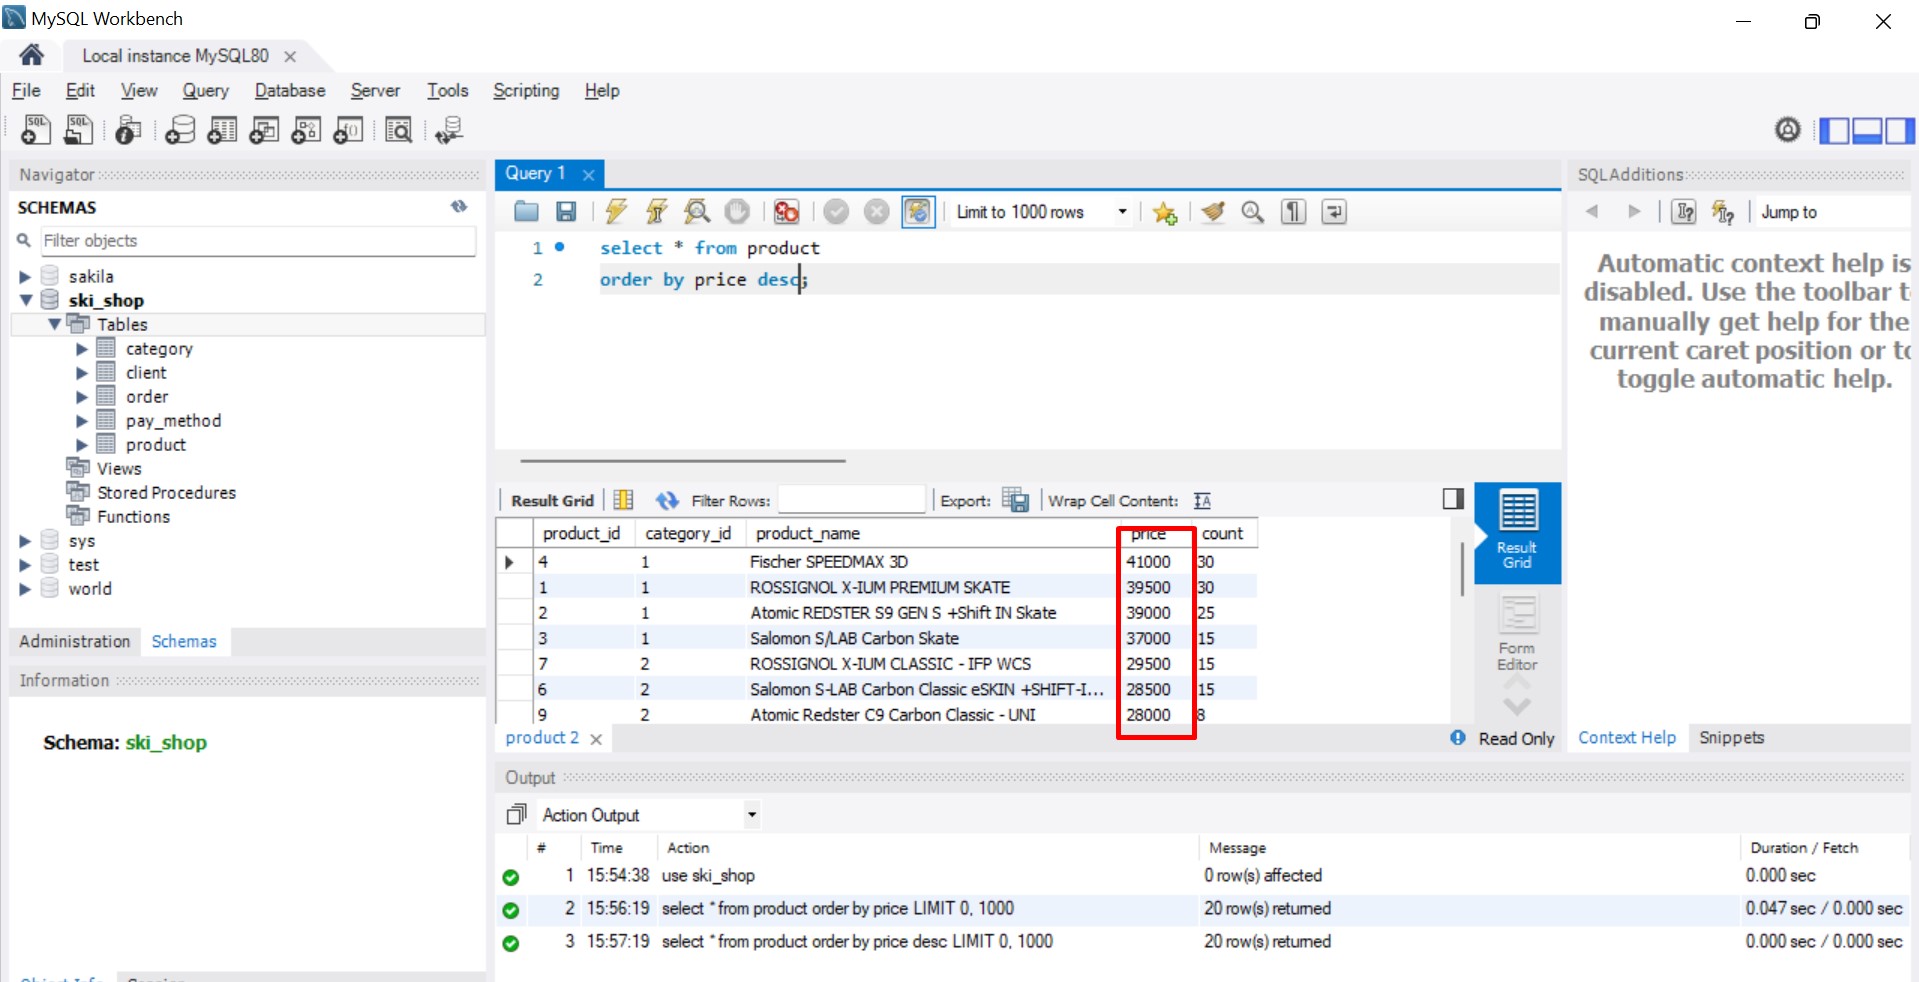 MySQL Workbench
Local instance MySQL80
File Edit View Query Database Server Tools Scripting Help
Navigator
SCHEMAS
Filter objects
sakila
ski_shop
Tables
category
client
order
pay_method
product
Views
Stored Procedures
Functions
sys
test
world
Administration Schemas
Information
Schema: ski_shop
Query 1
Limit to 1000 rows
1 select * from product
2 order by price desc;
Result Grid Filter Rows: Export: Wrap Cell Content:
product_id category_id product_name price count
4 1 Fischer SPEEDMAX 3D 41000 30
1 1 ROSSIGNOL X-IUM PREMIUM SKATE 39500 30
2 1 Atomic REDSTER S9 GEN S +Shift IN Skate 39000 25
3 1 Salomon S/LAB Carbon Skate 37000 15
7 2 ROSSIGNOL X-IUM CLASSIC - IFP WCS 29500 15
6 2 Salomon S-LAB Carbon Classic eSKIN +SHIFT-I... 28500 15
9 2 Atomic Redster C9 Carbon Classic - UNI 28000 8
Result
Grid
Form
Editor
product 2
Read Only
SQLAdditions
Jump to
Automatic context help is
disabled. Use the toolbar
manually get help for the
current caret position or
toggle automatic help.
Context Help Snippets
Output
Action Output
# Time Action Message Duration / Fetch
1 15:54:38 use ski_shop 0 row(s) affected 0.000 sec
2 15:56:19 select * from product order by price LIMIT 0, 1000 20 row(s) returned 0.047 sec / 0.000 sec
3 15:57:19 select * from product order by price desc LIMIT 0, 1000 20 row(s) returned 0.000 sec / 0.000 sec